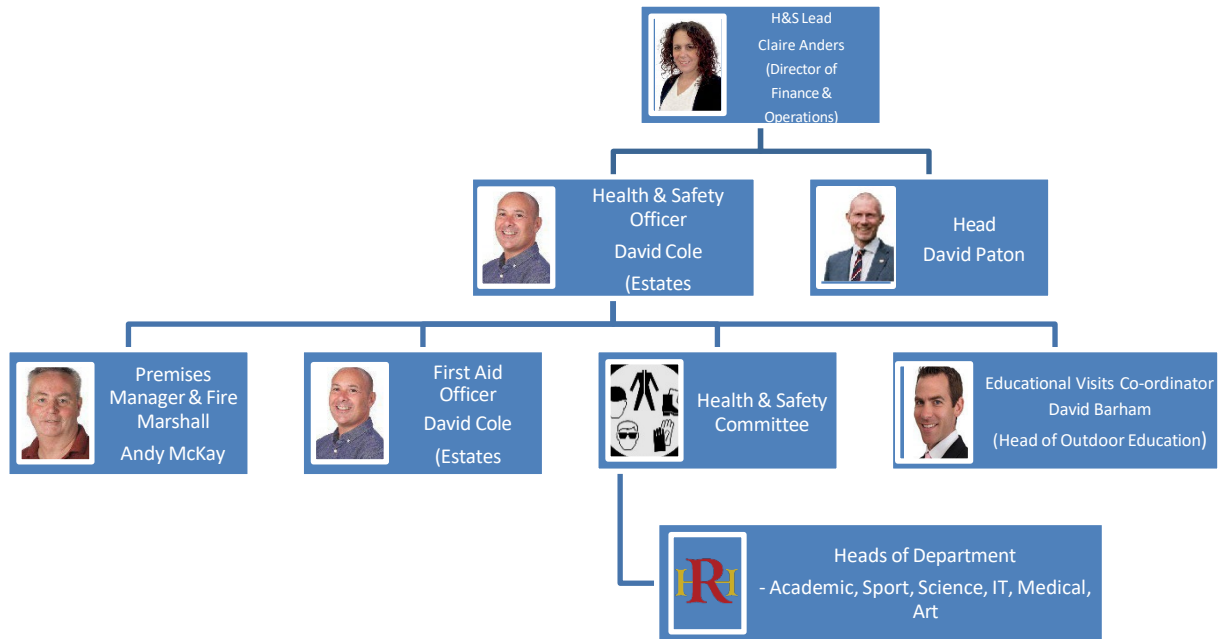 H&S Lead
Claire Anders
(Director of
Finance &
Operations)
Health & Safety
Officer
David Cole
(Estates
Head
David Paton
Premises
Manager & Fire
Marshall
Andy McKay
First Aid
Officer
David Cole
(Estates
Health & Safety
Committee
Educational Visits Co-ordinator
David Barham
(Head of Outdoor Education)
HRH
Heads of Department
- Academic, Sport, Science, IT, Medical,
Art